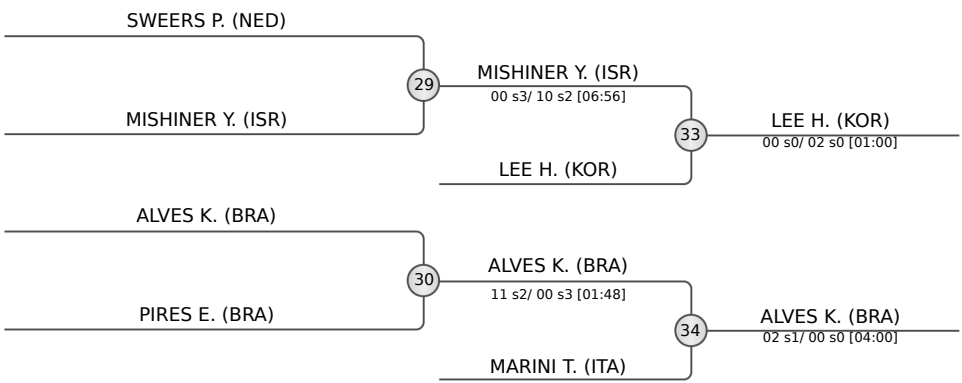 SWEERS P. (NED)
29
MISHINER Y. (ISR)
MISHINER Y. (ISR)
00 s3/ 10 s2 [06:56]
33
LEE H. (KOR)
LEE H. (KOR)
00 s0/ 02 s0 [01:00]
ALVES K. (BRA)
30
PIRES E. (BRA)
ALVES K. (BRA)
11 s2/ 00 s3 [01:48]
34
MARINI T. (ITA)
ALVES K. (BRA)
02 s1/ 00 s0 [04:00]